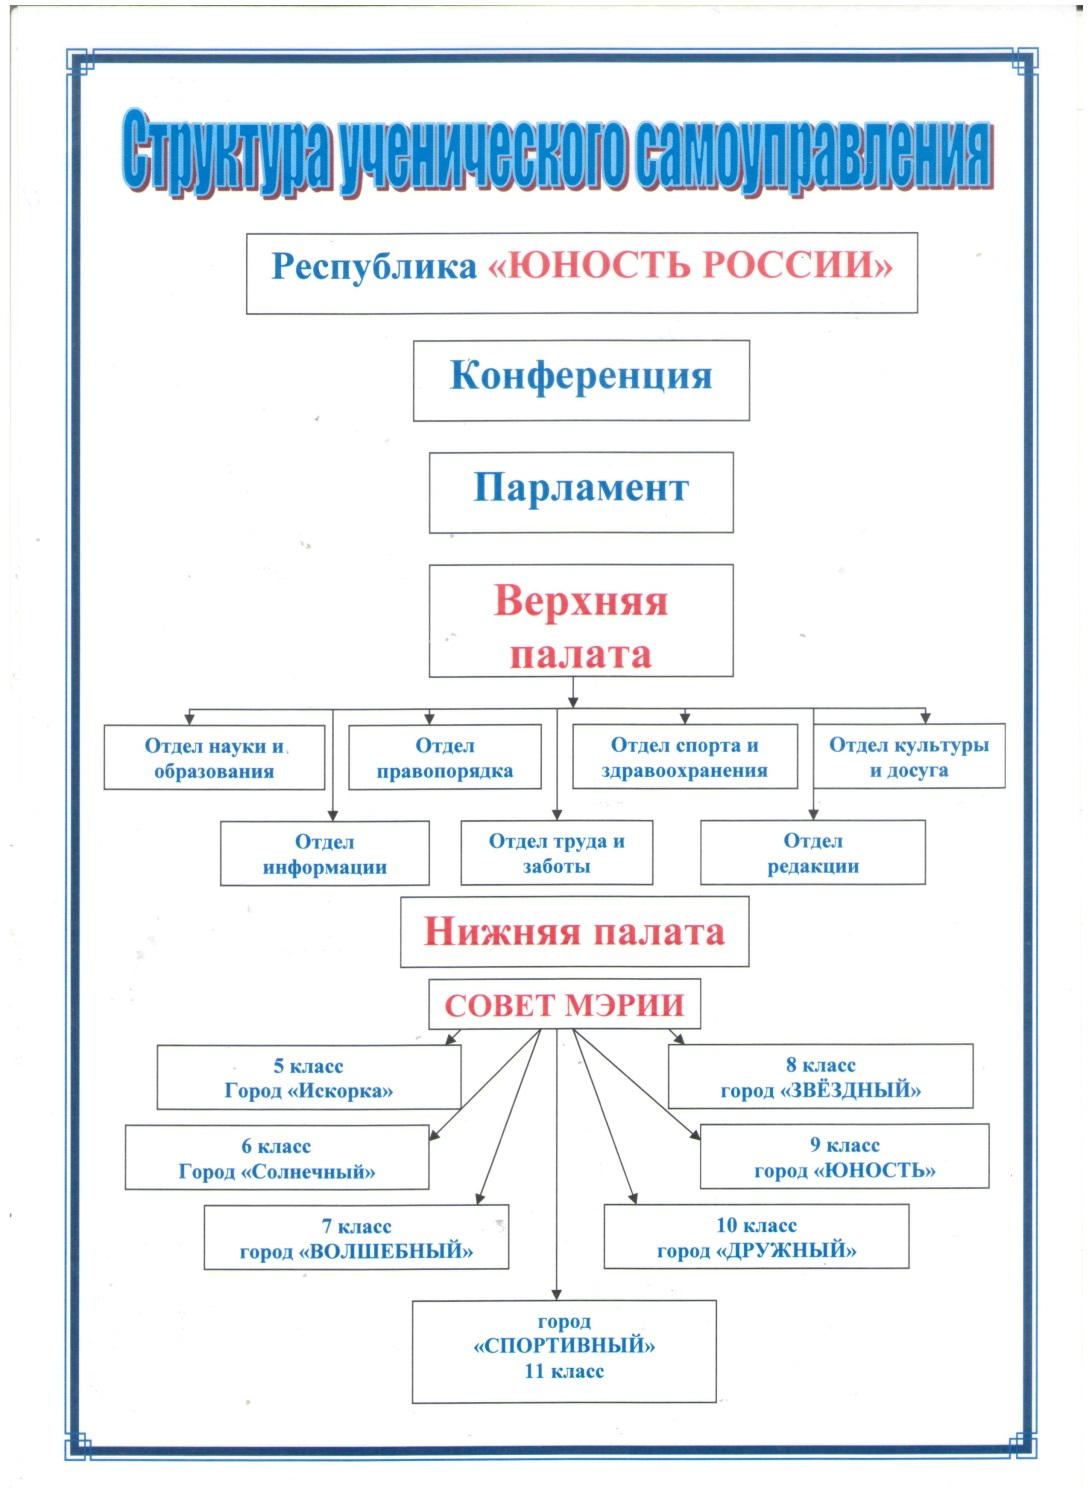 Структура ученического самоуправления
Республика «ЮНОСТЬ РОССИИ»
Конференция
Парламент
Верхняя
палата
Отдел науки и
образования
Отдел
правопорядка
Отдел спорта и
здравоохранения
Отдел культуры
и досуга
Отдел
информации
Отдел труда и
заботы
Отдел
редакции
Нижняя палата
СОВЕТ МЭРИИ
5 класс
Город «Искорка»
8 класс
город «ЗВЁЗДНЫЙ»
6 класс
Город «Солнечный»
9 класс
город «ЮНОСТЬ»
7 класс
город «ВОЛШЕБНЫЙ»
10 класс
город «ДРУЖНЫЙ»
город
«СПОРТИВНЫЙ»
11 класс